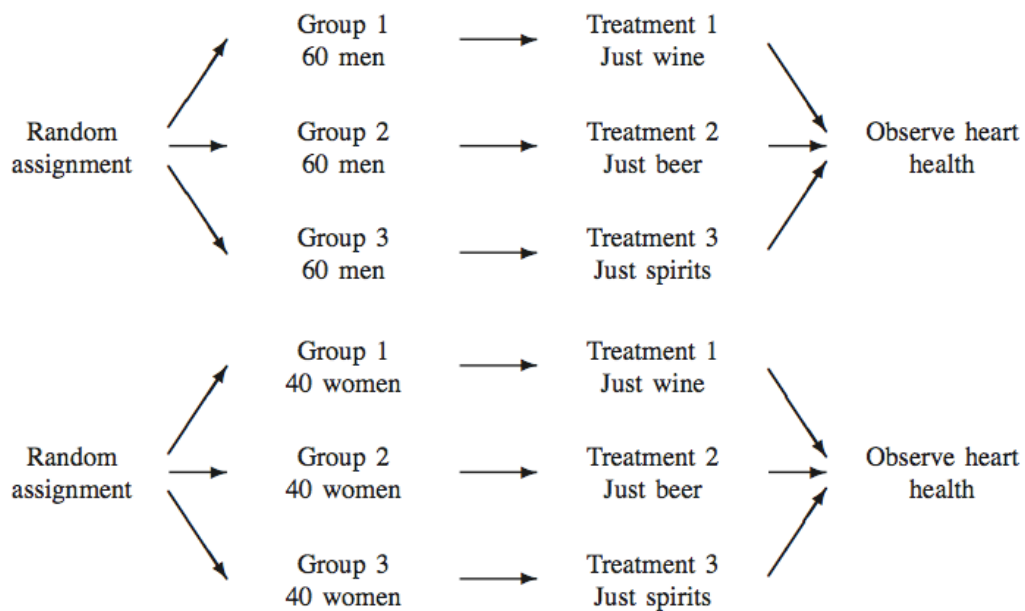 Group 1
60 men
Treatment 1
Just wine
Random
assignment
Group 2
60 men
Treatment 2
Just beer
Observe heart
health
Group 3
60 men
Treatment 3
Just spirits
Group 1
40 women
Treatment 1
Just wine
Random
assignment
Group 2
40 women
Treatment 2
Just beer
Observe heart
health
Group 3
40 women
Treatment 3
Just spirits